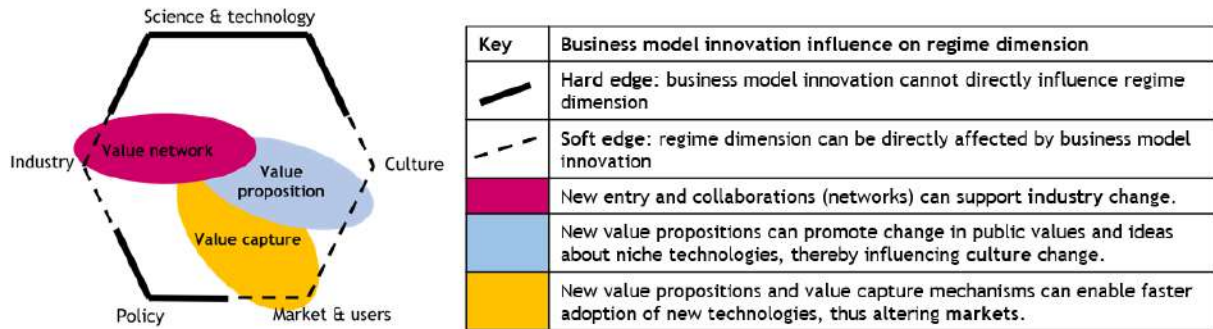 Science & technology
Value network
Industry
Culture
Value
proposition
Value capture
Policy
Market & users
Key
Business model innovation influence on regime dimension
Hard edge: business model innovation cannot directly influence regime
dimension
Soft edge: regime dimension can be directly affected by business model
innovation
New entry and collaborations (networks) can support industry change.
New value propositions can promote change in public values and ideas
about niche technologies, thereby influencing culture change.
New value propositions and value capture mechanisms can enable faster
adoption of new technologies, thus altering markets.